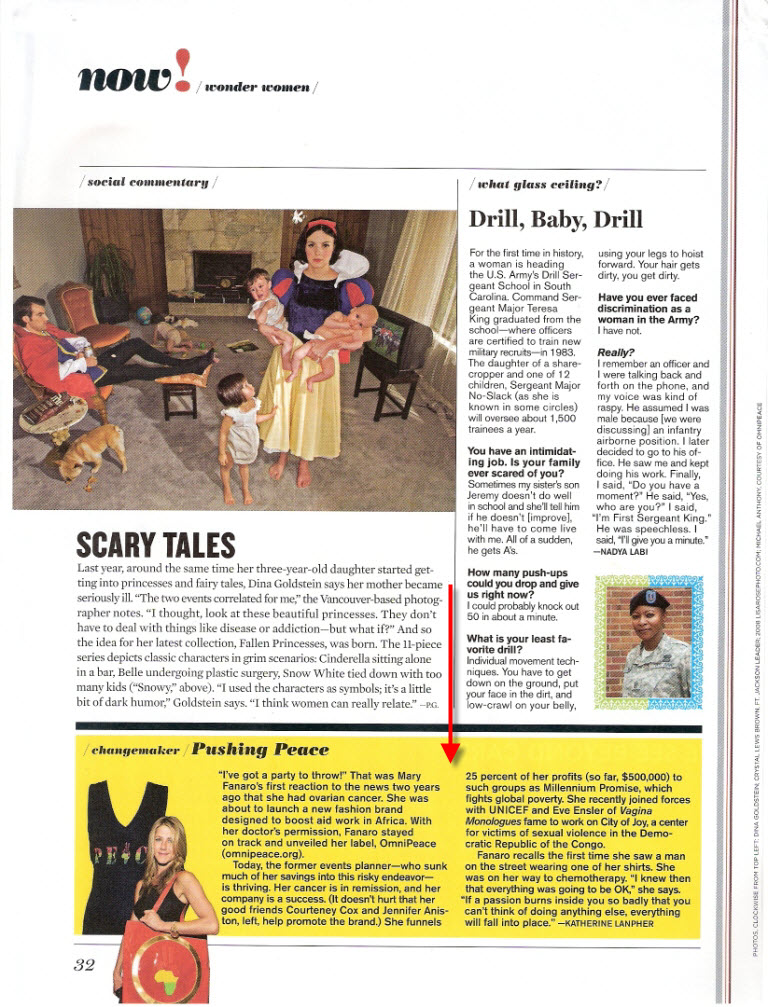 now!
/wonder women/
/social commentary/
SCARY TALES
Last year, around the same time her three-year-old daughter started get-
ting into princesses and fairy tales, Dina Goldstein says her mother became
seriously ill. “The two events correlated for me,” the Vancouver-based photog-
rapher notes. “I thought, look at these beautiful princesses. They don’t
have to deal with things like disease or addiction—but what if?” And so
the idea for her latest collection, Fallen Princesses, was born. The 11-piece
series depicts classic characters in grim scenarios: Cinderella sitting alone
in a bar, Belle undergoing plastic surgery, Snow White tied down with too
many kids (“Snowy,” above). “I used the characters as symbols; it’s a little
bit of dark humor,” Goldstein says. “I think women can really relate.” —P.G.
/what glass ceiling?/
Drill, Baby, Drill
For the first time in history,
a woman is heading
the U.S. Army’s Drill Ser-
geant School in South
Carolina. Command Ser-
geant Major Teresa
King graduated from the
school—where officers
are certified to train new
military recruits—in 1983.
The daughter of a share-
cropper and one of 12
children, Sergeant Major
No-Slack (as she is
known in some circles)
will oversee about 1,500
trainees a year.
You have an intimidat-
ing job. Is your family
ever scared of you?
Sometimes my sister’s son
Jeremy doesn’t do well
in school and she’ll tell him
if he doesn’t [improve],
he’ll have to come live
with me. All of a sudden,
he gets A’s.
How many push-ups
could you drop and give
us right now?
I could probably knock out
50 in about a minute.
What is your least fa-
vorite drill?
Individual movement tech-
niques. You have to get
down on the ground, put
your face in the dirt, and
low-crawl on your belly,
using your legs to hoist
forward. Your hair gets
dirty, you get dirty.
Have you ever faced
discrimination as a
woman in the Army?
I have not.
Really?
I remember an officer and
I were talking back and
forth on the phone, and
my voice was kind of
raspy. He assumed I was
male because [we were
discussing] an infantry
airborne position. I later
decided to go to his of-
fice. He saw me and kept
doing his work. Finally,
I said, “Do you have a
moment?” He said, “Yes,
who are you?” I said,
“I’m First Sergeant King.”
He was speechless. I
said, “I’ll give you a minute.”
—NADYA LABI
/changemaker/ Pushing Peace
“I’ve got a party to throw!” That was Mary
Fanaro’s first reaction to the news two years
ago that she had ovarian cancer. She was
about to launch a new fashion brand
designed to boost aid work in Africa. With
her doctor’s permission, Fanaro stayed
on track and unveiled her label, OmniPeace
(omnipeace.org).
Today, the former events planner—who sunk
much of her savings into this risky endeavor—
is thriving. Her cancer is in remission, and her
company is a success. (It doesn’t hurt that her
good friends Courteney Cox and Jennifer Anis-
ton, left, help promote the brand.) She funnels
25 percent of her profits (so far, $500,000) to
such groups as Millennium Promise, which
fights global poverty. She recently joined forces
with UNICEF and Eve Ensler of Vagina
Monologues fame to work on City of Joy, a center
for victims of sexual violence in the Demo-
cratic Republic of the Congo.
Fanaro recalls the first time she saw a man
on the street wearing one of her shirts. She
was on her way to chemotherapy. “I knew then
that everything was going to be OK,” she says.
“If a passion burns inside you so badly that you
can’t think of doing anything else, everything
will fall into place.” —KATHERINE LANPHER
32
PHOTOS, CLOCKWISE FROM TOP LEFT: DINA GOLDSTEIN; CRYSTAL LEWIS BROWN, FT. JACKSON LEADER, 2008 LISAROSEPHOTO.COM; MICHAEL ANTHONY, COURTESY OF OMNIPEACE